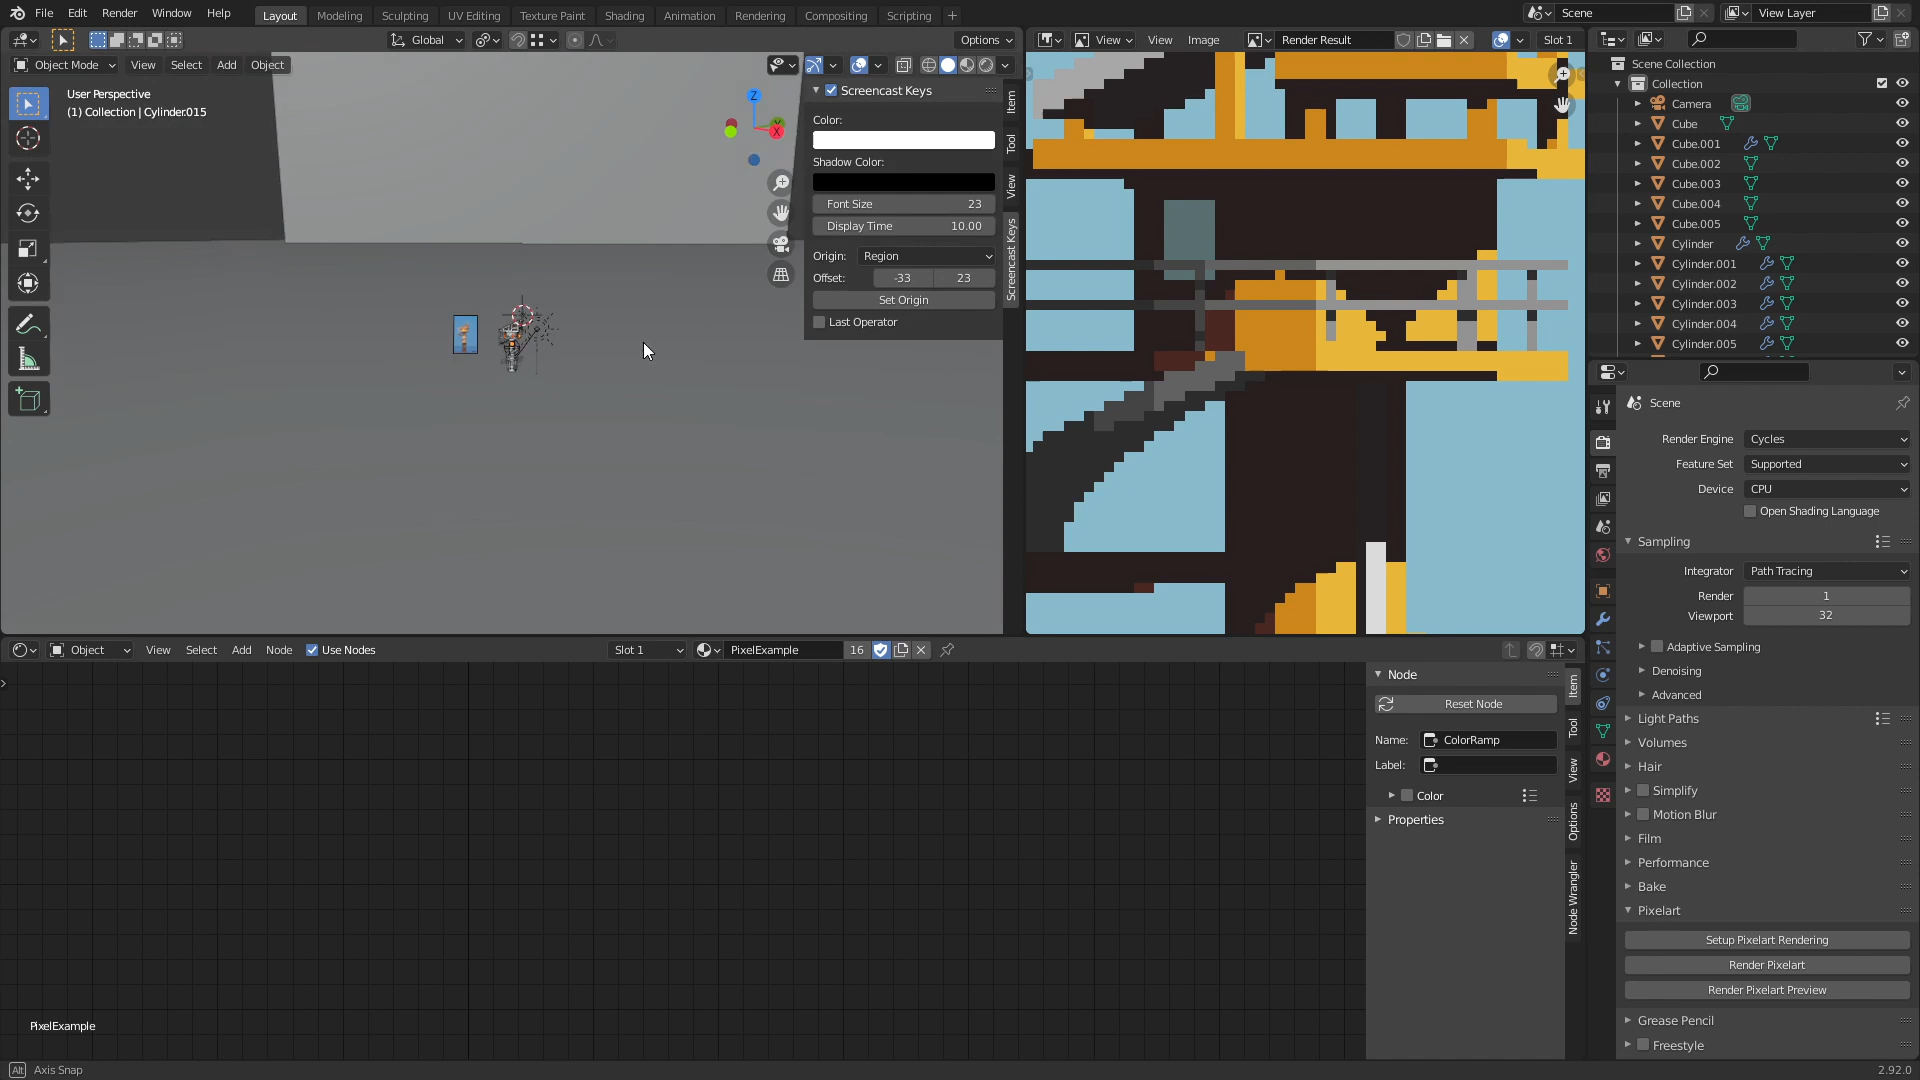 File Edit Render Window Help
Layout Modeling Sculpting UV Editing Texture Paint Shading Animation Rendering Compositing Scripting +
Scene
View Layer
Global
Options
Object Mode View Select Add Object
User Perspective
(1) Collection | Cylinder.015
Z
Y
X
Screencast Keys
Color:
Shadow Color:
Font Size 23
Display Time 10.00
Origin: Region
Offset: -33 23
Set Origin
Last Operator
Item
Tool
View
Screencast Keys
View View Image Render Result Slot 1
Scene Collection
Collection
Camera
Cube
Cube.001
Cube.002
Cube.003
Cube.004
Cube.005
Cylinder
Cylinder.001
Cylinder.002
Cylinder.003
Cylinder.004
Cylinder.005
Scene
Render Engine Cycles
Feature Set Supported
Device CPU
Open Shading Language
Sampling
Integrator Path Tracing
Render 1
Viewport 32
Adaptive Sampling
Denoising
Advanced
Light Paths
Volumes
Hair
Simplify
Motion Blur
Film
Performance
Bake
Pixelart
Setup Pixelart Rendering
Render Pixelart
Render Pixelart Preview
Grease Pencil
Freestyle
Object View Select Add Node Use Nodes Slot 1 PixelExample 16
Node
Reset Node
Name: ColorRamp
Label:
Color
Properties
Item
Tool
View
Options
Node Wrangler
PixelExample
Alt Axis Snap
2.92.0